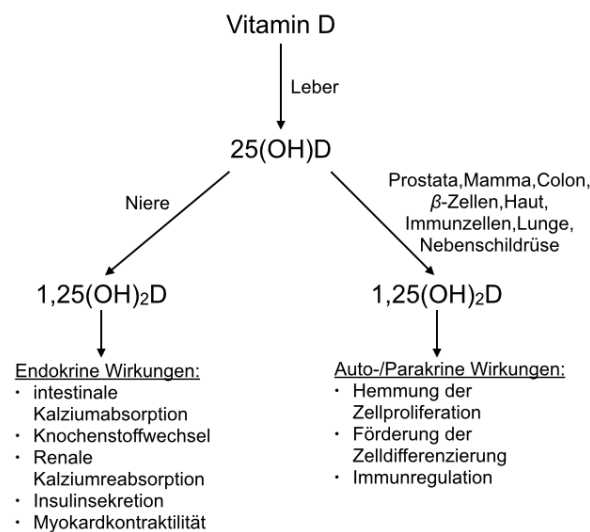 Vitamin D
Leber
25(OH)D
Prostata,Mamma,Colon,
β-Zellen,Haut,
Immunzellen,Lunge,
Nebenschildrüse
Niere
1,25(OH)₂D
1,25(OH)₂D
Endokrine Wirkungen:
· intestinale
Kalziumabsorption
· Knochenstoffwechsel
· Renale
Kalziumreabsorption
· Insulinsekretion
· Myokardkontraktilität
Auto-/Parakrine Wirkungen:
· Hemmung der
Zellproliferation
· Förderung der
Zelldifferenzierung
· Immunregulation